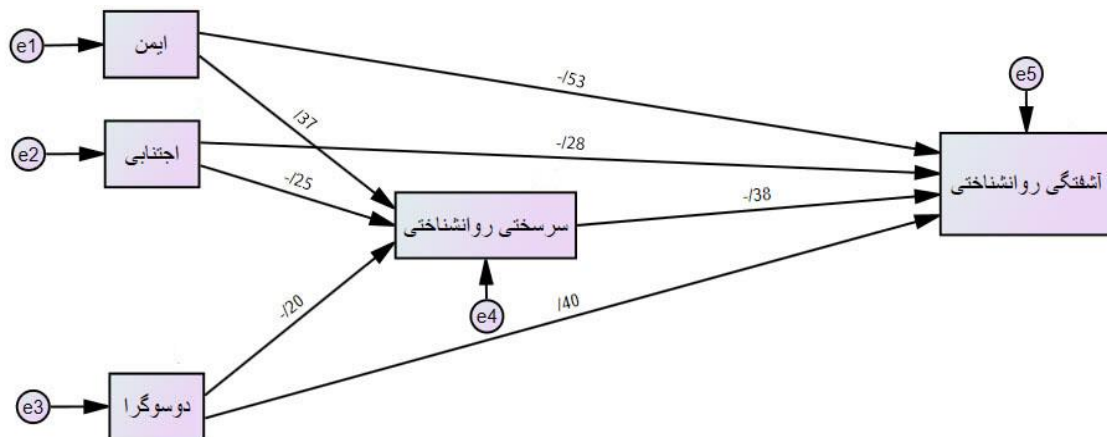 e1
ایمن
-/53
e5
/37
e2
اجتنابی
-/28
-/25
آشفتگی روانشناختی
سرسختی روانشناختی
-/38
-/20
/40
e4
e3
دوسوگرا